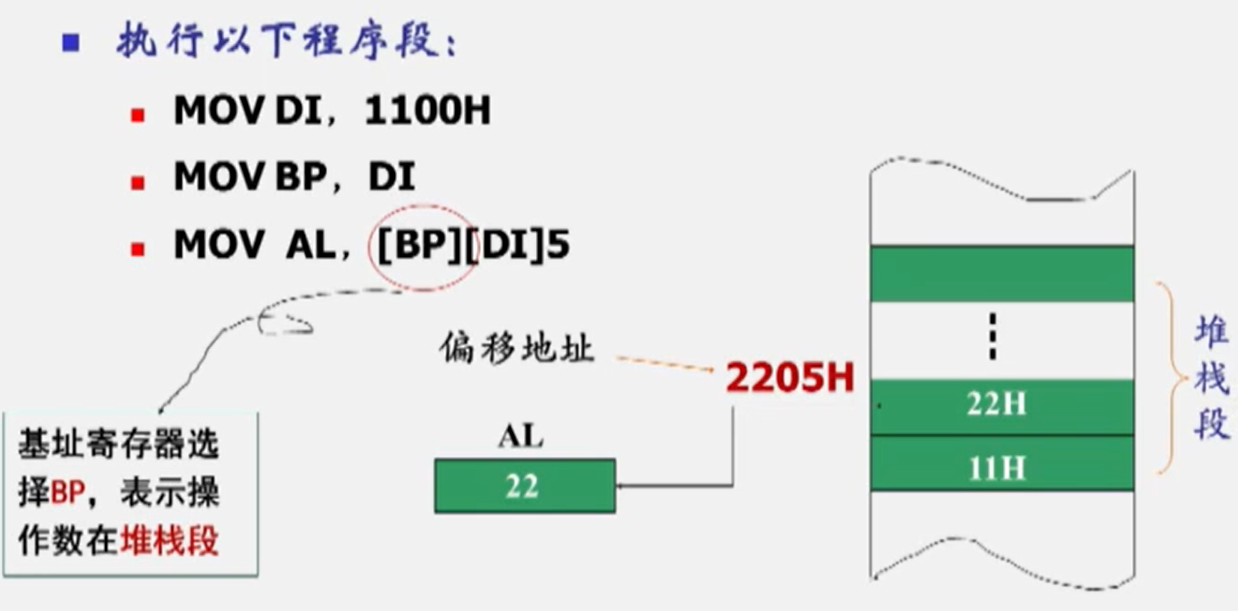 执行以下程序段：
MOV DI，1100H
MOV BP，DI
MOV AL，[BP][DI]5
偏移地址
2205H
AL
22
基址寄存器选
择BP，表示操
作数在堆栈段
22H
11H
堆
栈
段